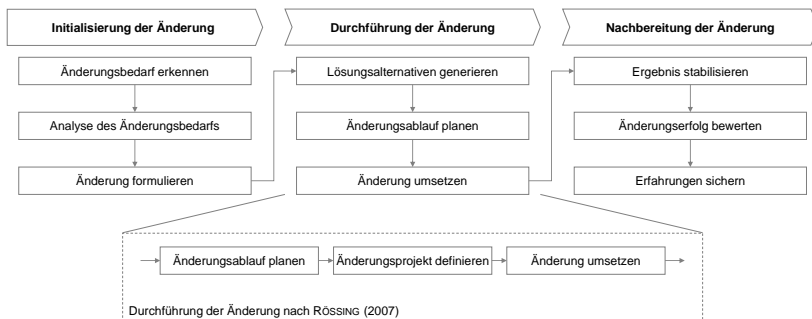 Initialisierung der Änderung
Durchführung der Änderung
Nachbereitung der Änderung
Änderungsbedarf erkennen
Lösungsalternativen generieren
Ergebnis stabilisieren
Analyse des Änderungsbedarfs
Änderungsablauf planen
Änderungserfolg bewerten
Änderung formulieren
Änderung umsetzen
Erfahrungen sichern
Änderungsablauf planen
Änderungsprojekt definieren
Änderung umsetzen
Durchführung der Änderung nach RÖSSING (2007)